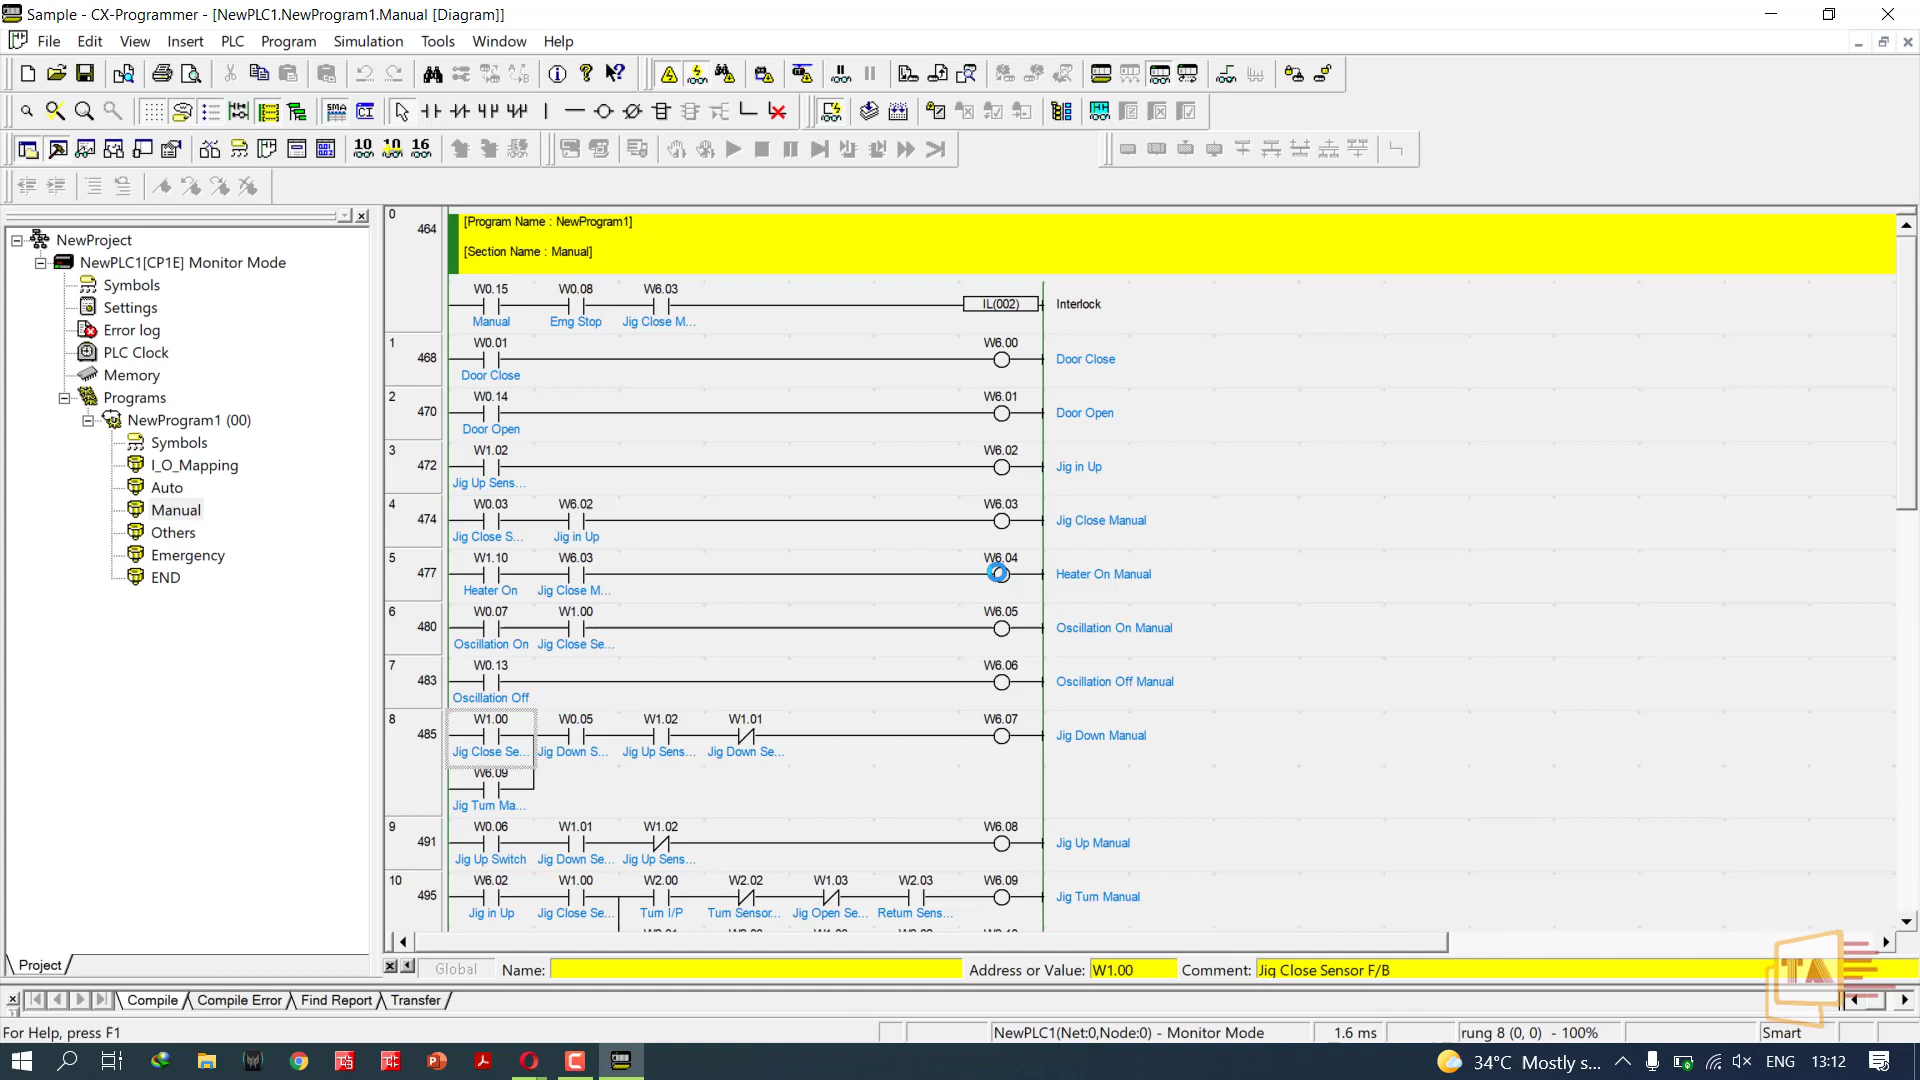 Sample - CX-Programmer - [NewPLC1.NewProgram1.Manual [Diagram]]
File Edit View Insert PLC Program Simulation Tools Window Help
SMA CI
10 10 16
NewProject
NewPLC1[CP1E] Monitor Mode
Symbols
Settings
Error log
PLC Clock
Memory
Programs
NewProgram1 (00)
Symbols
I_O_Mapping
Auto
Manual
Others
Emergency
END
Project
0
464
[Program Name : NewProgram1]
[Section Name : Manual]
W0.15 W0.08 W6.03
IL(002) Interlock
Manual Emg Stop Jig Close M...
1
468
W0.01 W6.00
Door Close
Door Close
2
470
W0.14 W6.01
Door Open
Door Open
3
472
W1.02 W6.02
Jig in Up
Jig Up Sens...
4
474
W0.03 W6.02 W6.03
Jig Close Manual
Jig Close S... Jig in Up
5
477
W1.10 W6.03 W6.04
Heater On Manual
Heater On Jig Close M...
6
480
W0.07 W1.00 W6.05
Oscillation On Manual
Oscillation On Jig Close Se...
7
483
W0.13 W6.06
Oscillation Off Manual
Oscillation Off
8
485
W1.00 W0.05 W1.02 W1.01 W6.07
Jig Down Manual
Jig Close Se... Jig Down S... Jig Up Sens... Jig Down Se...
W6.09
Jig Turn Ma...
9
491
W0.06 W1.01 W1.02 W6.08
Jig Up Manual
Jig Up Switch Jig Down Se... Jig Up Sens...
10
495
W6.02 W1.00 W2.00 W2.02 W1.03 W2.03 W6.09
Jig Turn Manual
Jig in Up Jig Close Se... Turn I/P Turn Sensor... Jig Open Se... Return Sens...
Global Name: Address or Value: W1.00 Comment: Jig Close Sensor F/B
TA
Compile Compile Error Find Report Transfer
For Help, press F1
NewPLC1(Net:0,Node:0) - Monitor Mode 1.6 ms rung 8 (0, 0) - 100% Smart
34°C Mostly s... ENG 13:12